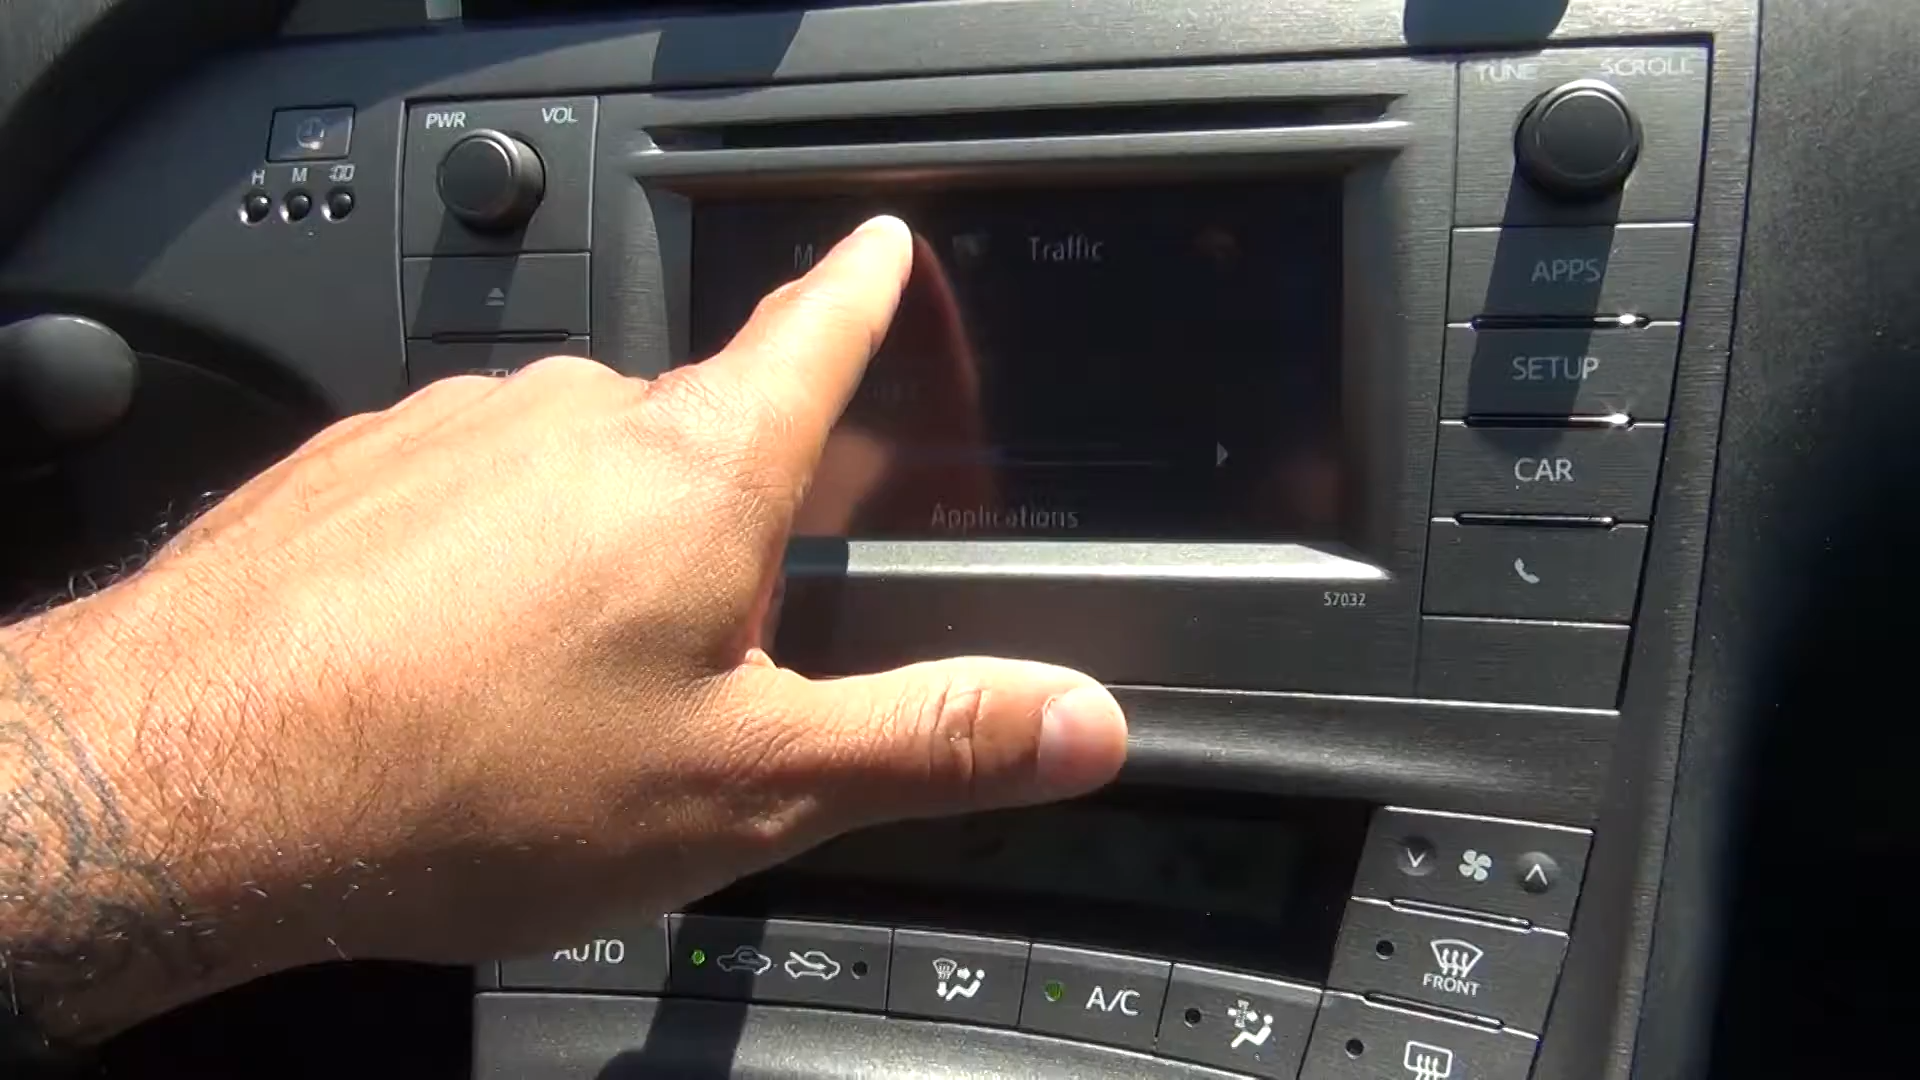 TUNE SCROLL
PWR VOL
H M :00
Traffic
APPS
SETUP
CAR
Applications
57032
AUTO
A/C
FRONT